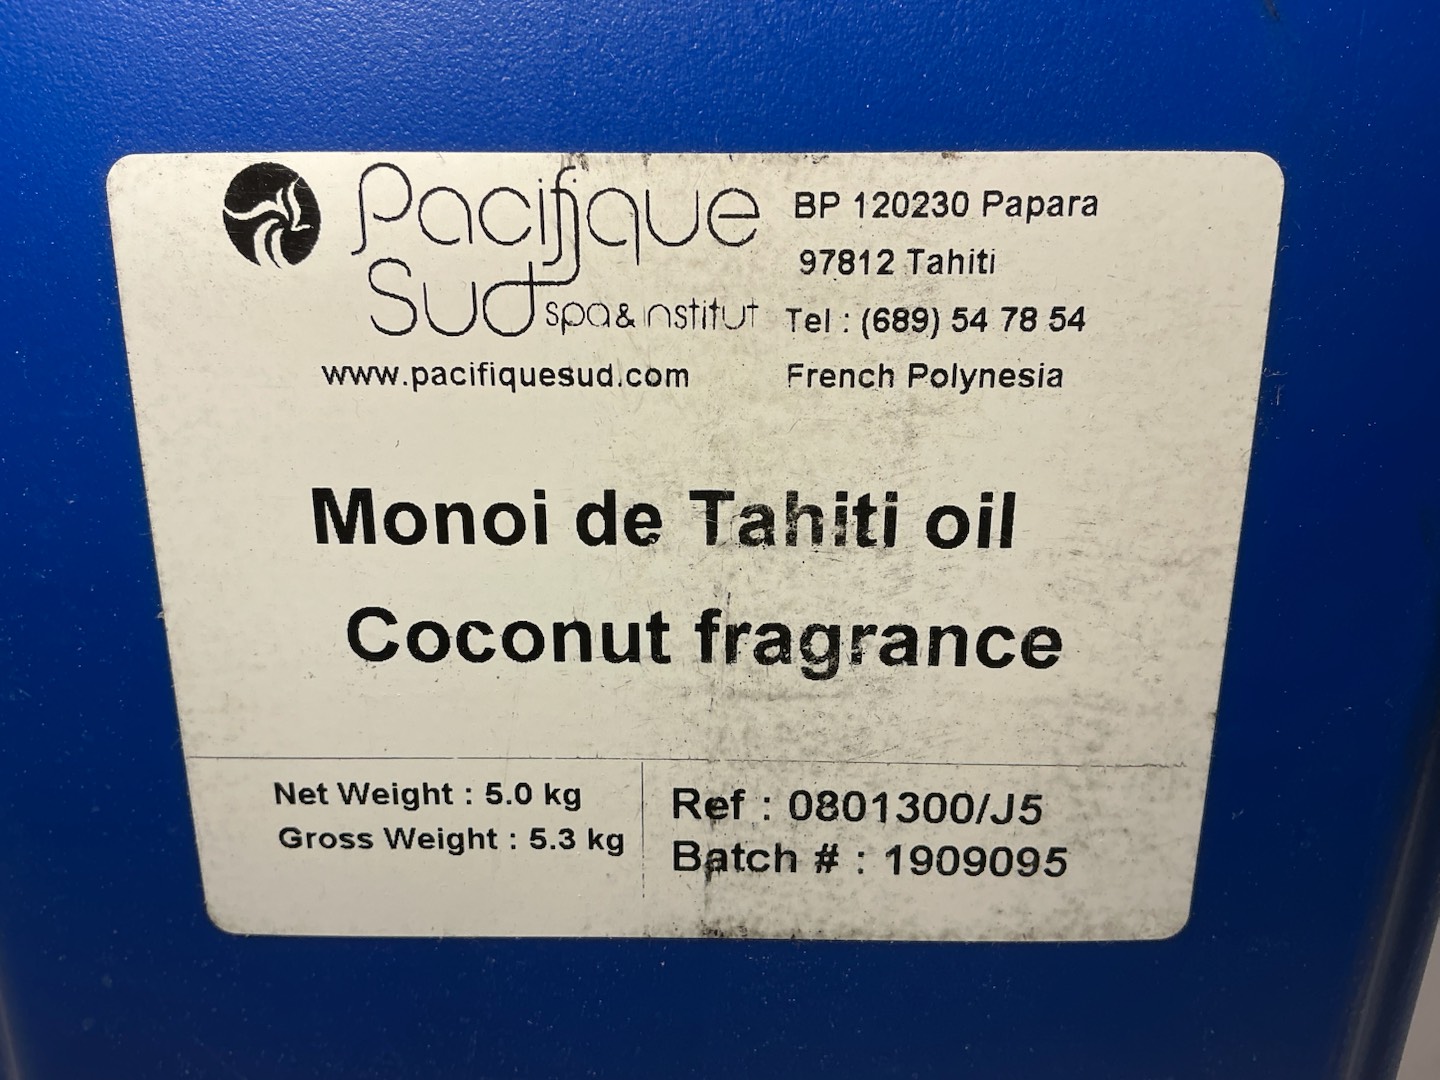 Pacifique
Sud spa & institut
www.pacifiquesud.com
BP 120230 Papara
97812 Tahiti
Tel : (689) 54 78 54
French Polynesia
Monoi de Tahiti oil
Coconut fragrance
Net Weight : 5.0 kg
Gross Weight : 5.3 kg
Ref : 0801300/J5
Batch # : 1909095